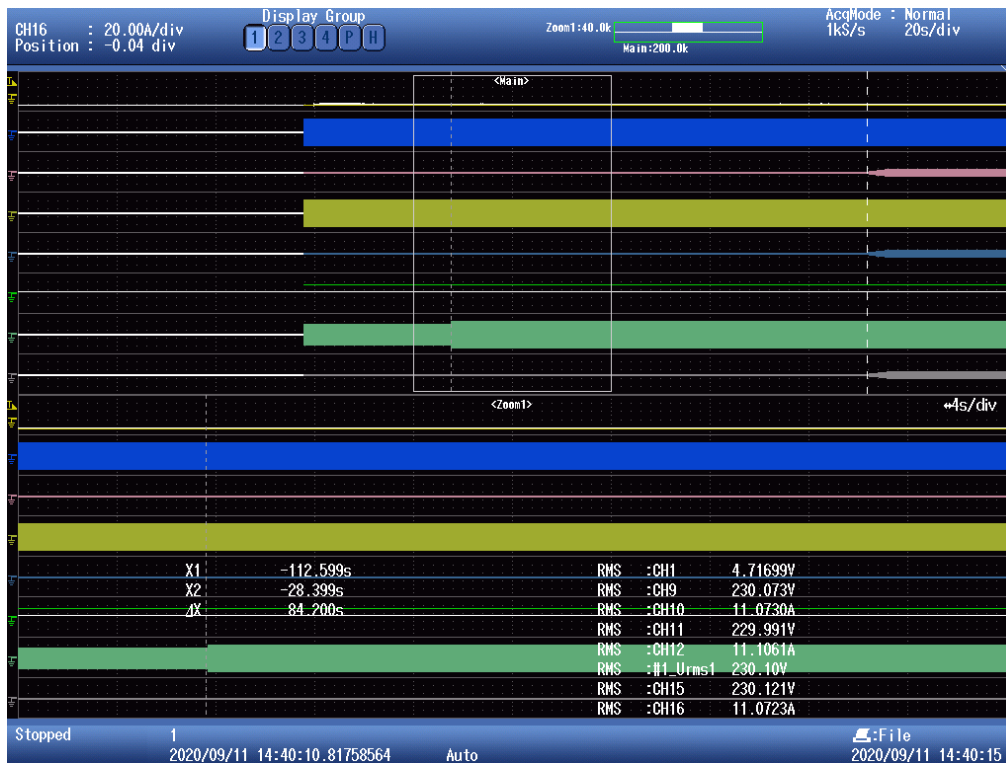 CH16 : 20.00A/div
Position : -0.04 div
Display Group
1 2 3 4 P H
Zoom1:40.0k
Main:200.0k
AcqMode : Normal
1kS/s 20s/div
<Main>
<Zoom1>
4s/div
X1 -112.599s
X2 -28.399s
⊿X 84.200s
RMS :CH1 4.71699V
RMS :CH9 230.073V
RMS :CH10 11.0730A
RMS :CH11 229.991V
RMS :CH12 11.1061A
RMS :#1_Urms1 230.10V
RMS :CH15 230.121V
RMS :CH16 11.0723A
Stopped 1
2020/09/11 14:40:10.81758564 Auto
:File
2020/09/11 14:40:15